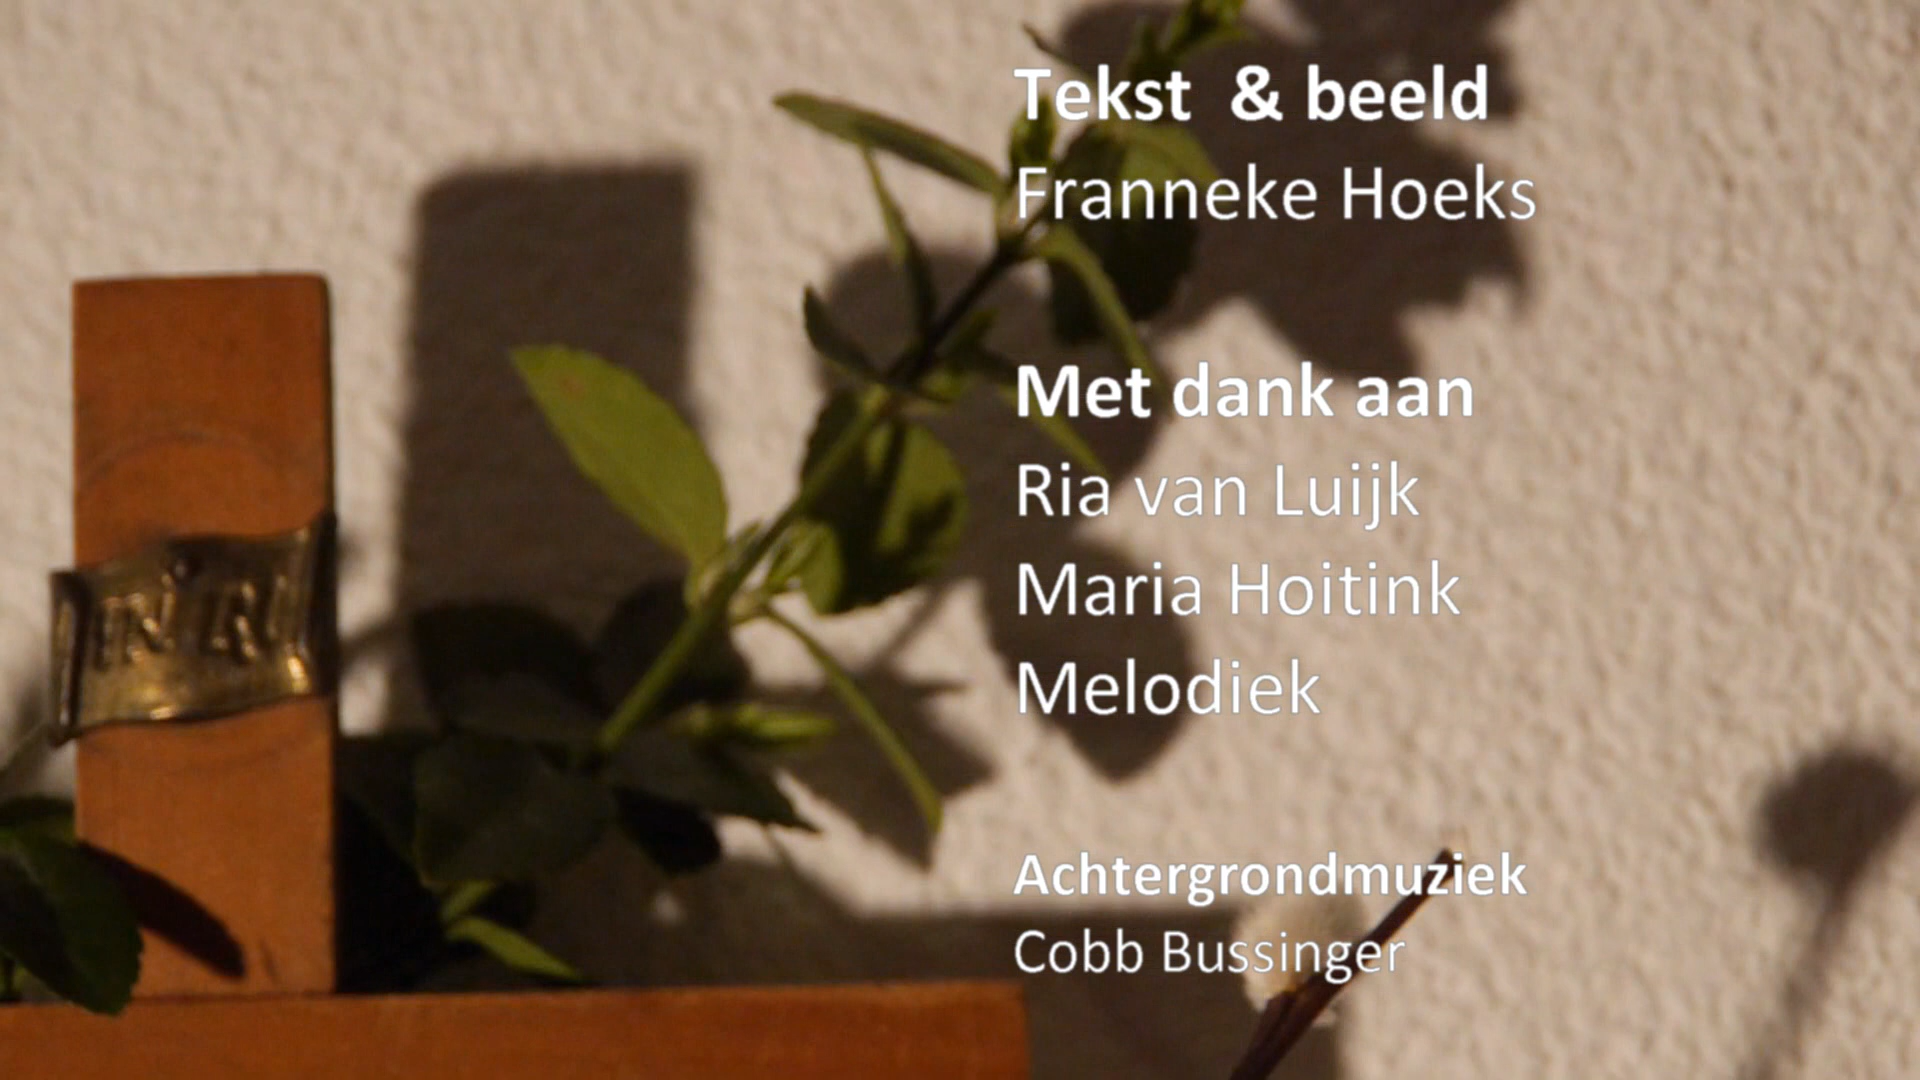 Tekst & beeld
Franneke Hoeks
Met dank aan
Ria van Luijk
Maria Hoitink
Melodiek
Achtergrondmuziek
Cobb Bussinger
INRI